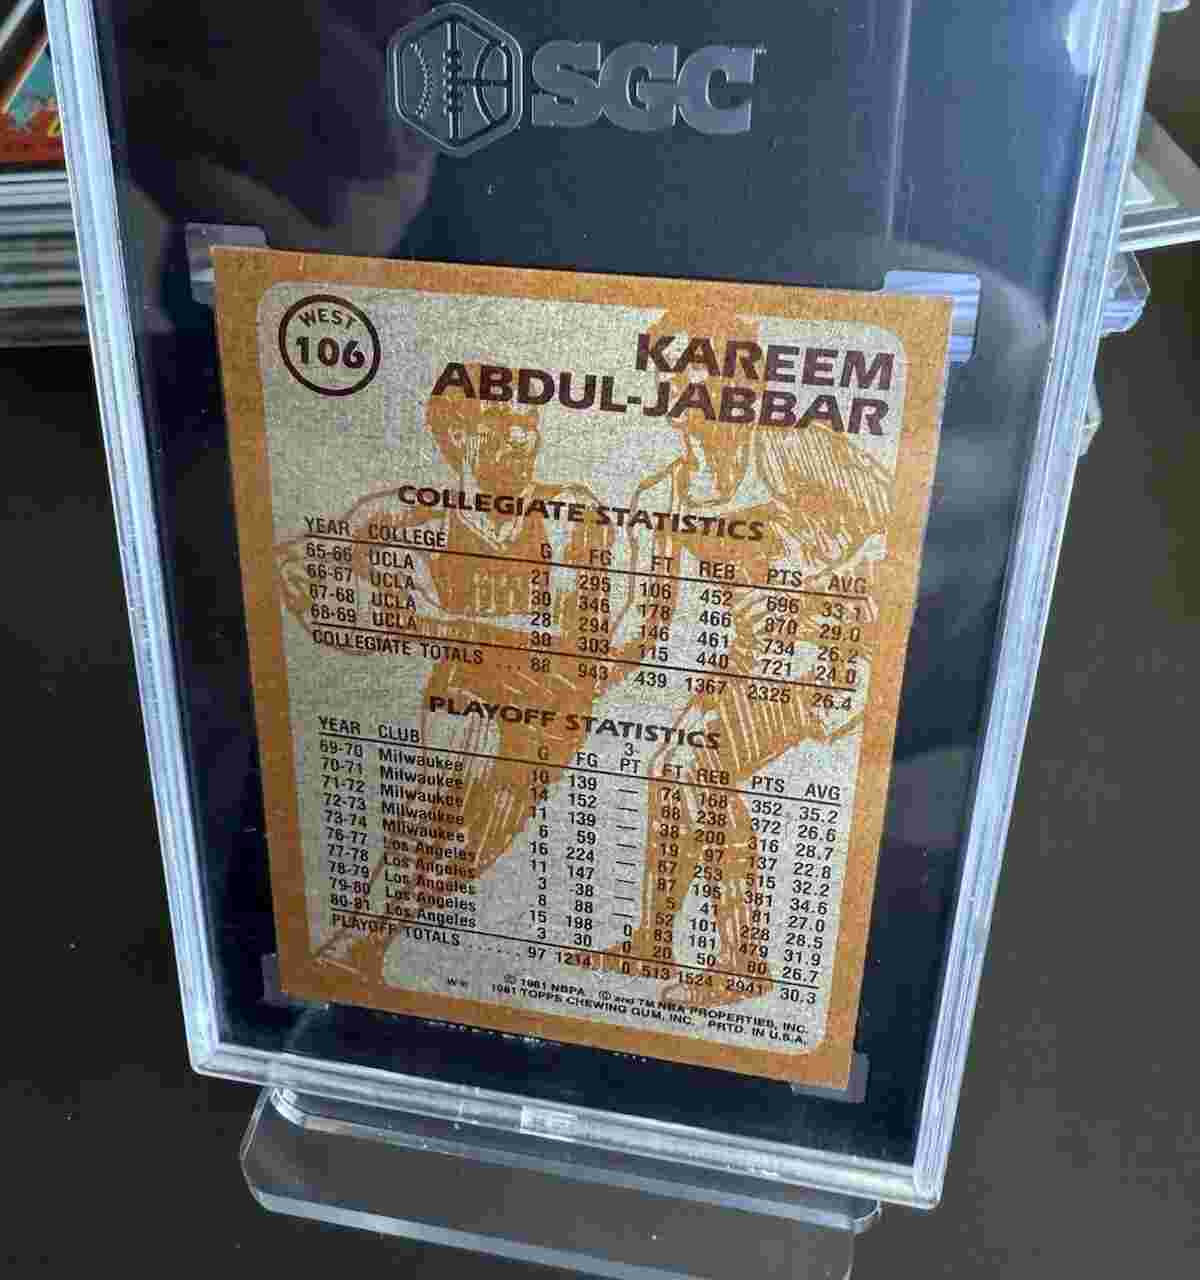 SGC
WEST
106
KAREEM
ABDUL-JABBAR
COLLEGIATE STATISTICS
YEAR COLLEGE G FG FT REB PTS AVG
65-66 UCLA 21 295 106 452 696 33.1
66-67 UCLA 30 346 178 466 870 29.0
67-68 UCLA 28 294 146 461 734 26.2
68-69 UCLA 30 303 115 440 721 24.0
COLLEGIATE TOTALS ... 88 943 439 1367 2325 26.4
PLAYOFF STATISTICS
YEAR CLUB G FG 3-PT FT REB PTS AVG
69-70 Milwaukee 10 139 — 74 168 352 35.2
70-71 Milwaukee 14 152 — 68 238 372 26.6
71-72 Milwaukee 11 139 — 38 200 316 28.7
72-73 Milwaukee 6 59 — 19 97 137 22.8
73-74 Milwaukee 16 224 — 67 253 515 32.2
76-77 Los Angeles 11 147 — 87 195 381 34.6
77-78 Los Angeles 3 38 — 5 41 81 27.0
78-79 Los Angeles 8 88 — 52 101 228 28.5
79-80 Los Angeles 15 198 0 83 181 479 31.9
80-81 Los Angeles 3 30 0 20 50 80 26.7
PLAYOFF TOTALS ..... 97 1214 0 513 1524 2941 30.3
© 1981 NBPA © and TM NBA PROPERTIES, INC.
1981 TOPPS CHEWING GUM, INC. PRTD. IN U.S.A.